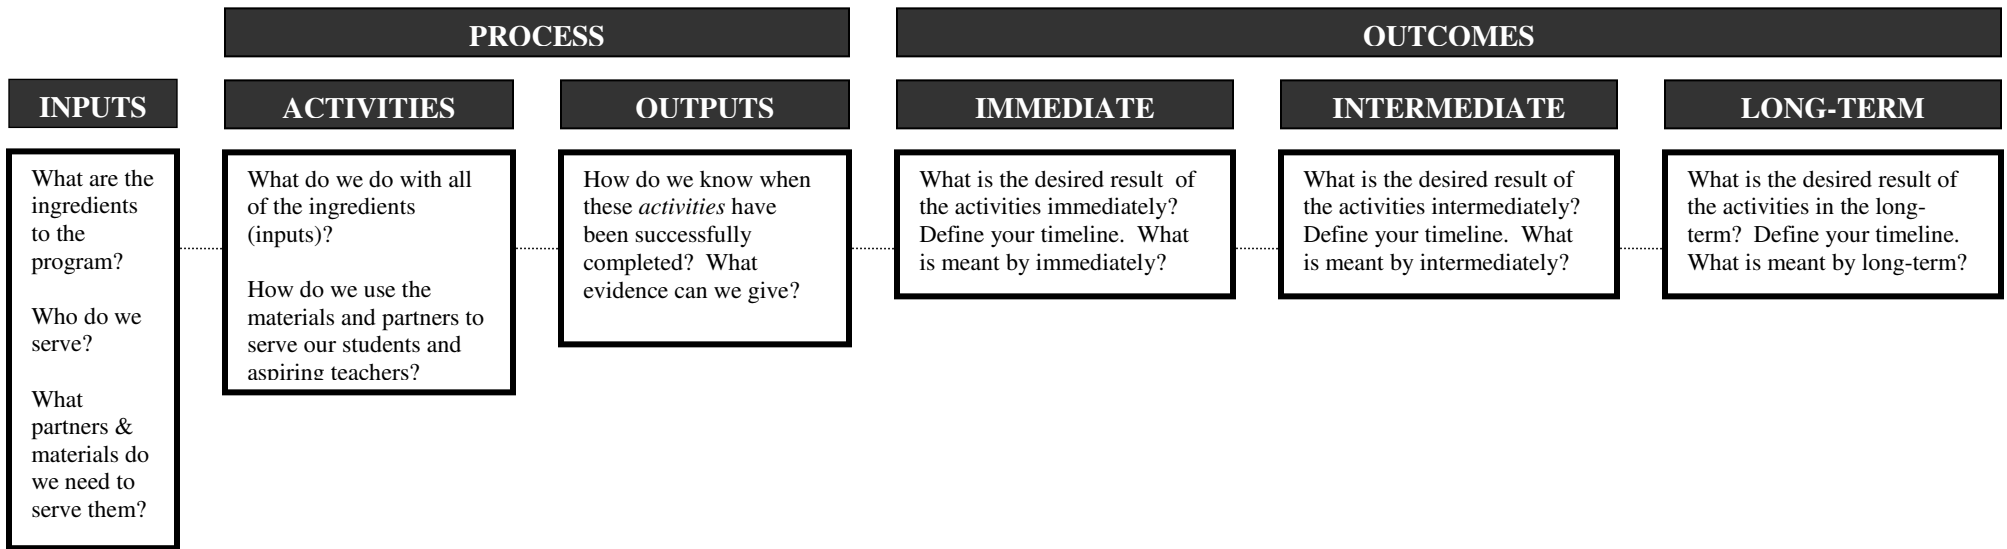 PROCESS
OUTCOMES
INPUTS
ACTIVITIES
OUTPUTS
IMMEDIATE
INTERMEDIATE
LONG-TERM
What are the
ingredients
to the
program?
Who do we
serve?
What
partners &
materials do
we need to
serve them?
What do we do with all
of the ingredients
(inputs)?
How do we use the
materials and partners to
serve our students and
aspiring teachers?
How do we know when
these activities have
been successfully
completed? What
evidence can we give?
What is the desired result of
the activities immediately?
Define your timeline. What
is meant by immediately?
What is the desired result of
the activities intermediately?
Define your timeline. What
is meant by intermediately?
What is the desired result of
the activities in the long-
term? Define your timeline.
What is meant by long-term?